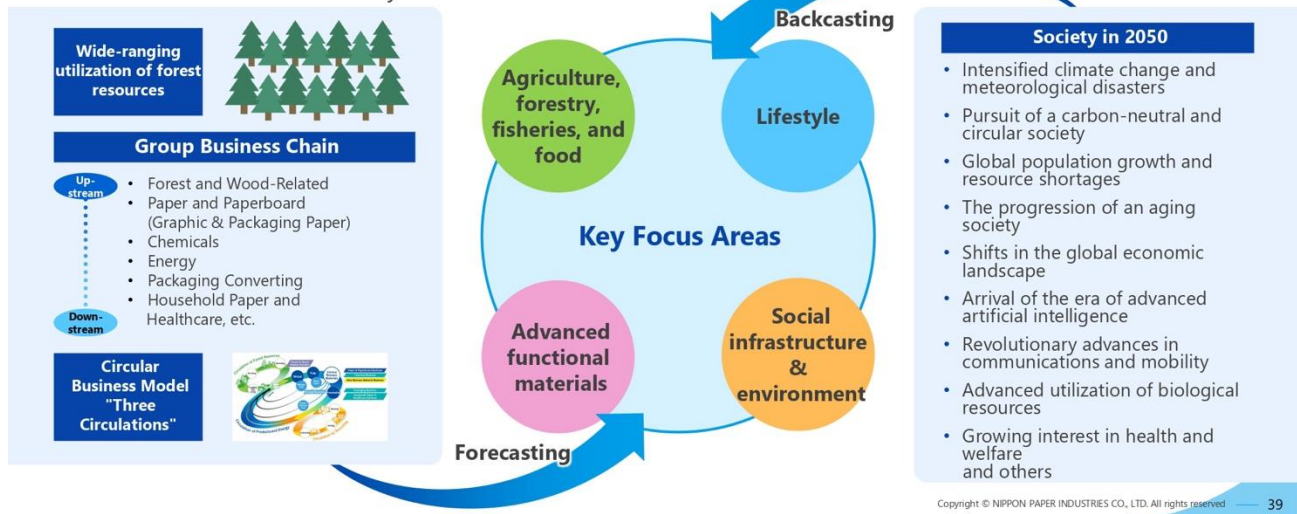 Wide-ranging
utilization of forest
resources
Group Business Chain
Up-
stream
• Forest and Wood-Related
• Paper and Paperboard
(Graphic & Packaging Paper)
• Chemicals
• Energy
• Packaging Converting
• Household Paper and
Healthcare, etc.
Down-
stream
Circular
Business Model
"Three
Circulations"
Backcasting
Agriculture,
forestry,
fisheries, and
food
Lifestyle
Key Focus Areas
Advanced
functional
materials
Social
infrastructure
&
environment
Forecasting
Society in 2050
• Intensified climate change and
meteorological disasters
• Pursuit of a carbon-neutral and
circular society
• Global population growth and
resource shortages
• The progression of an aging
society
• Shifts in the global economic
landscape
• Arrival of the era of advanced
artificial intelligence
• Revolutionary advances in
communications and mobility
• Advanced utilization of biological
resources
• Growing interest in health and
welfare
and others
Copyright © NIPPON PAPER INDUSTRIES CO., LTD. All rights reserved
39